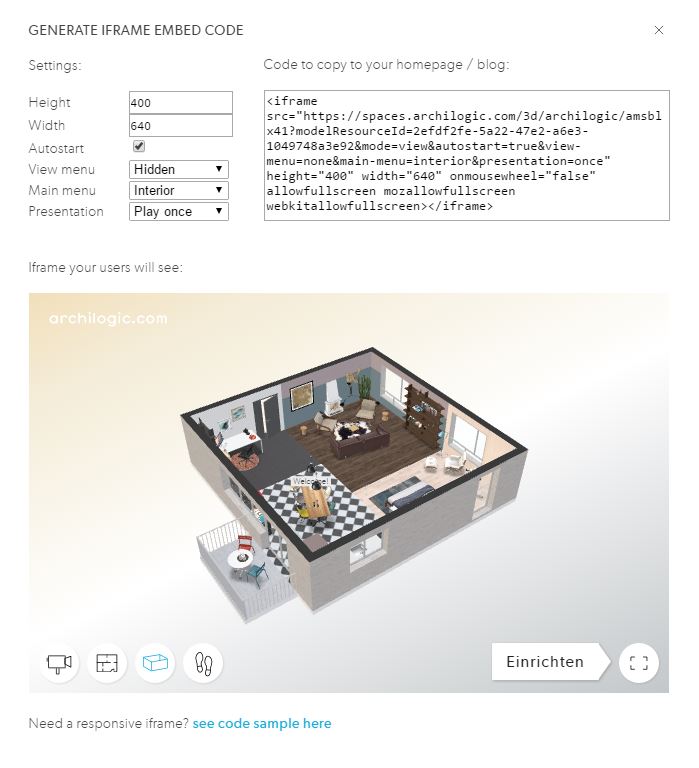 GENERATE IFRAME EMBED CODE
Settings:
Height 400
Width 640
Autostart
View menu Hidden
Main menu Interior
Presentation Play once
Code to copy to your homepage / blog:
<iframe
src="https://spaces.archilogic.com/3d/archilogic/amsbl
x41?modelResourceId=2efdf2fe-5a22-47e2-a6e3-
1049748a3e92&mode=view&autostart=true&view-
menu=none&main-menu=interior&presentation=once"
height="400" width="640" onmousewheel="false"
allowfullscreen mozallowfullscreen
webkitallowfullscreen></iframe>
Iframe your users will see:
archilogic.com
Welcome!
Einrichten
Need a responsive iframe? see code sample here